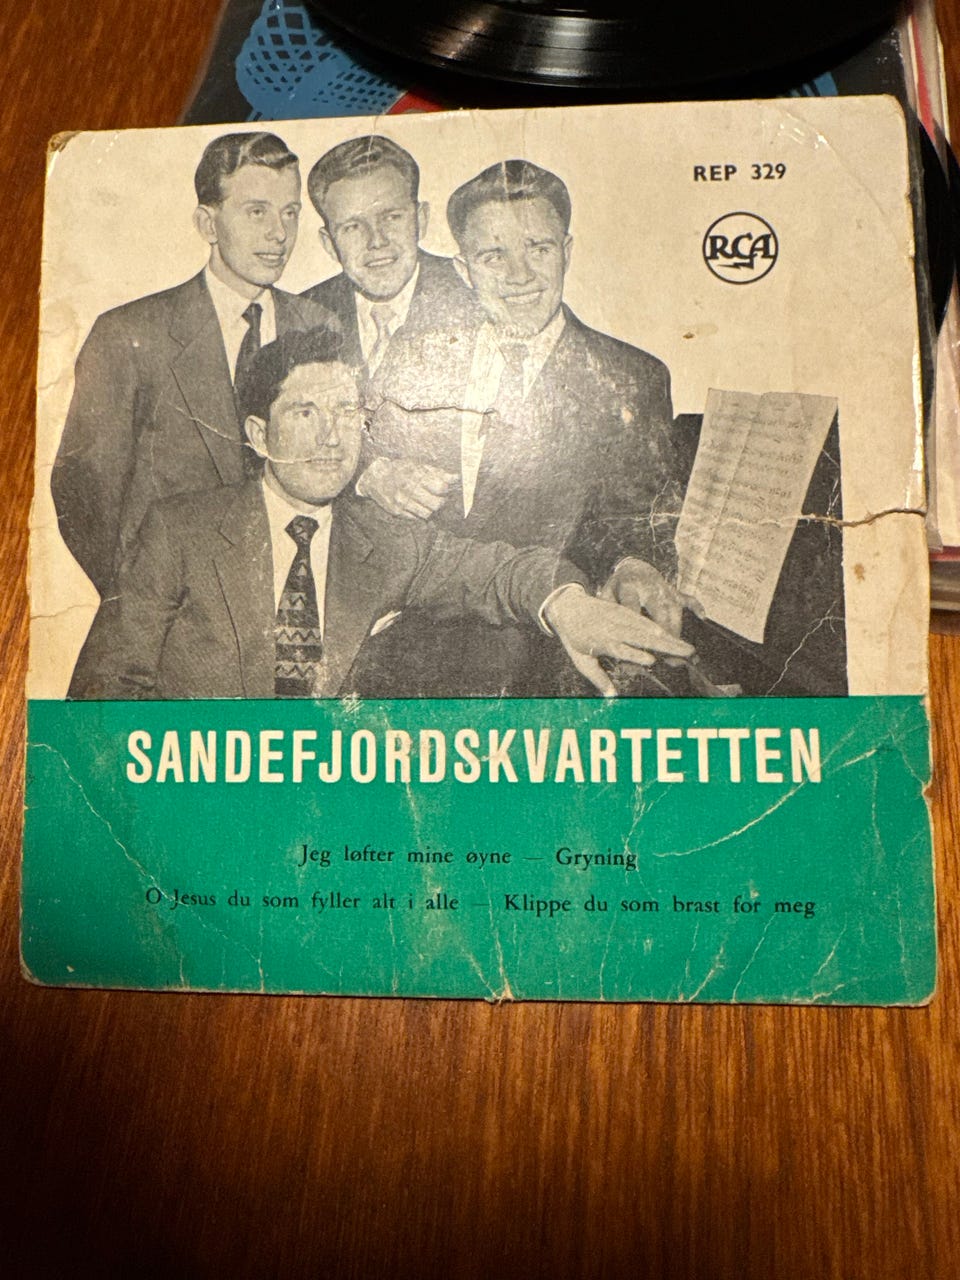 REP 329
RCA
SANDEFJORDSKVARTETTEN
Jeg løfter mine øyne — Gryning
O Jesus du som fyller alt i alle — Klippe du som brast for meg